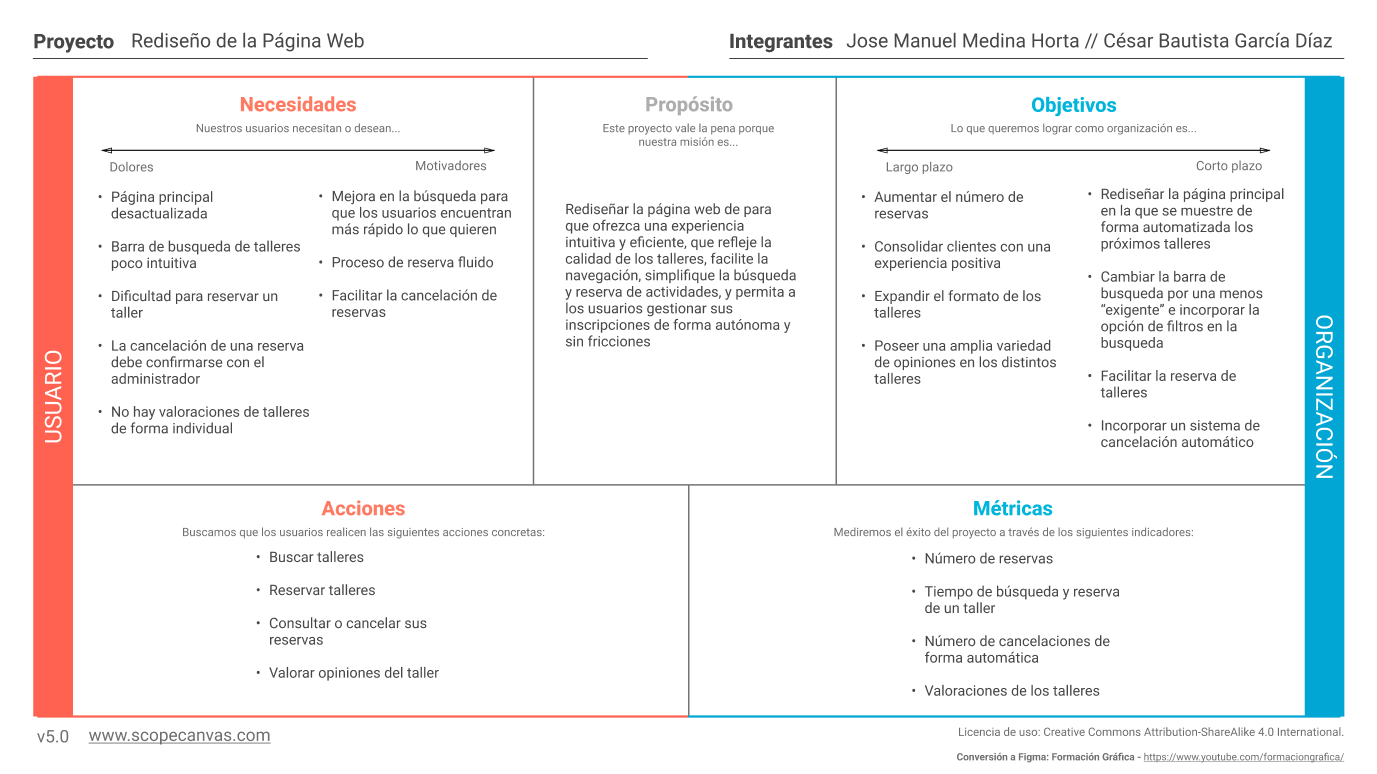 Proyecto Rediseño de la Página Web
Integrantes Jose Manuel Medina Horta // César Bautista García Díaz
USUARIO
Necesidades
Nuestros usuarios necesitan o desean...
Dolores
Motivadores
• Página principal
desactualizada
• Barra de busqueda de talleres
poco intuitiva
• Dificultad para reservar un
taller
• La cancelación de una reserva
debe confirmarse con el
administrador
• No hay valoraciones de talleres
de forma individual
• Mejora en la búsqueda para
que los usuarios encuentran
más rápido lo que quieren
• Proceso de reserva fluido
• Facilitar la cancelación de
reservas
Propósito
Este proyecto vale la pena porque
nuestra misión es...
Rediseñar la página web de para
que ofrezca una experiencia
intuitiva y eficiente, que refleje la
calidad de los talleres, facilite la
navegación, simplifique la búsqueda
y reserva de actividades, y permita a
los usuarios gestionar sus
inscripciones de forma autónoma y
sin fricciones
Objetivos
Lo que queremos lograr como organización es...
Largo plazo
Corto plazo
• Aumentar el número de
reservas
• Consolidar clientes con una
experiencia positiva
• Expandir el formato de los
talleres
• Poseer una amplia variedad
de opiniones en los distintos
talleres
• Rediseñar la página principal
en la que se muestre de
forma automatizada los
próximos talleres
• Cambiar la barra de
busqueda por una menos
“exigente” e incorporar la
opción de filtros en la
busqueda
• Facilitar la reserva de
talleres
• Incorporar un sistema de
cancelación automático
ORGANIZACIÓN
Acciones
Buscamos que los usuarios realicen las siguientes acciones concretas:
• Buscar talleres
• Reservar talleres
• Consultar o cancelar sus
reservas
• Valorar opiniones del taller
Métricas
Mediremos el éxito del proyecto a través de los siguientes indicadores:
• Número de reservas
• Tiempo de búsqueda y reserva
de un taller
• Número de cancelaciones de
forma automática
• Valoraciones de los talleres
v5.0 www.scopecanvas.com
Licencia de uso: Creative Commons Attribution-ShareAlike 4.0 International.
Conversión a Figma: Formación Gráfica - https://www.youtube.com/formaciongrafica/